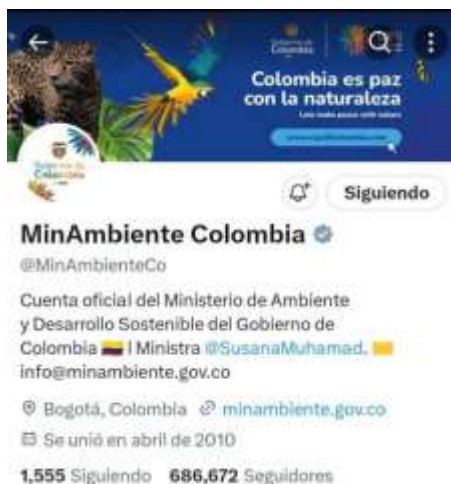 Colombia es paz
con la naturaleza
Siguiendo
MinAmbiente Colombia
@MinAmbienteCo
Cuenta oficial del Ministerio de Ambiente
y Desarrollo Sostenible del Gobierno de
Colombia 🇨🇴 | Ministra @SusanaMuhamad.
info@minambiente.gov.co
Bogotá, Colombia minambiente.gov.co
Se unió en abril de 2010
1,555 Siguiendo 686,672 Seguidores